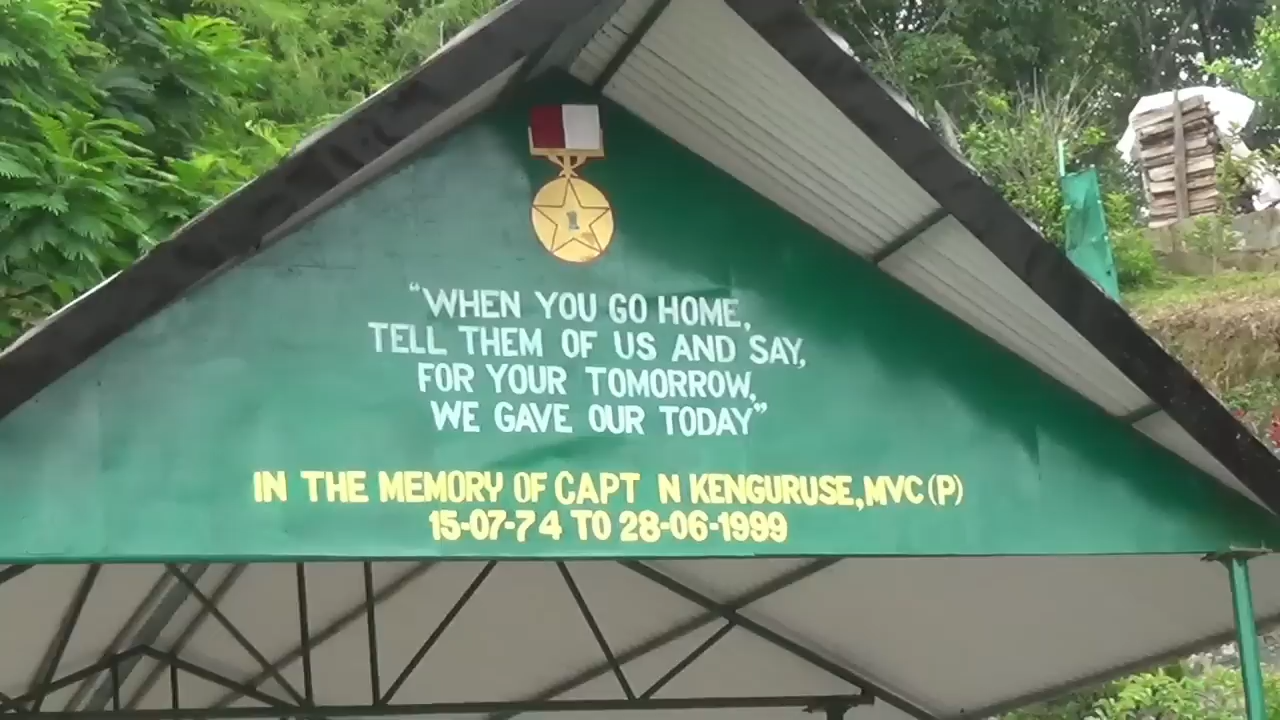 “WHEN YOU GO HOME,
TELL THEM OF US AND SAY,
FOR YOUR TOMORROW,
WE GAVE OUR TODAY”
IN THE MEMORY OF CAPT N KENGURUSE, MVC (P)
15-07-74 TO 28-06-1999